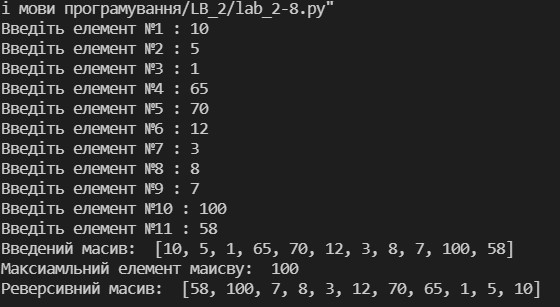 і мови програмування/LB_2/lab_2-8.py"
Введіть елемент №1 : 10
Введіть елемент №2 : 5
Введіть елемент №3 : 1
Введіть елемент №4 : 65
Введіть елемент №5 : 70
Введіть елемент №6 : 12
Введіть елемент №7 : 3
Введіть елемент №8 : 8
Введіть елемент №9 : 7
Введіть елемент №10 : 100
Введіть елемент №11 : 58
Введений масив:  [10, 5, 1, 65, 70, 12, 3, 8, 7, 100, 58]
Максиамльний елемент маисву:  100
Реверсивний масив:  [58, 100, 7, 8, 3, 12, 70, 65, 1, 5, 10]